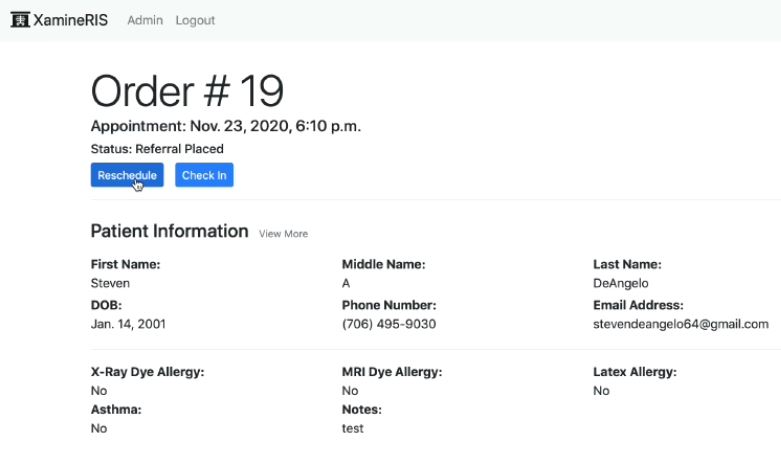 XamineRIS Admin Logout
Order # 19
Appointment: Nov. 23, 2020, 6:10 p.m.
Status: Referral Placed
Reschedule Check In
Patient Information View More
First Name: Middle Name: Last Name:
Steven A DeAngelo
DOB: Phone Number: Email Address:
Jan. 14, 2001 (706) 495-9030 stevendeangelo64@gmail.com
X-Ray Dye Allergy: MRI Dye Allergy: Latex Allergy:
No No No
Asthma: Notes:
No test